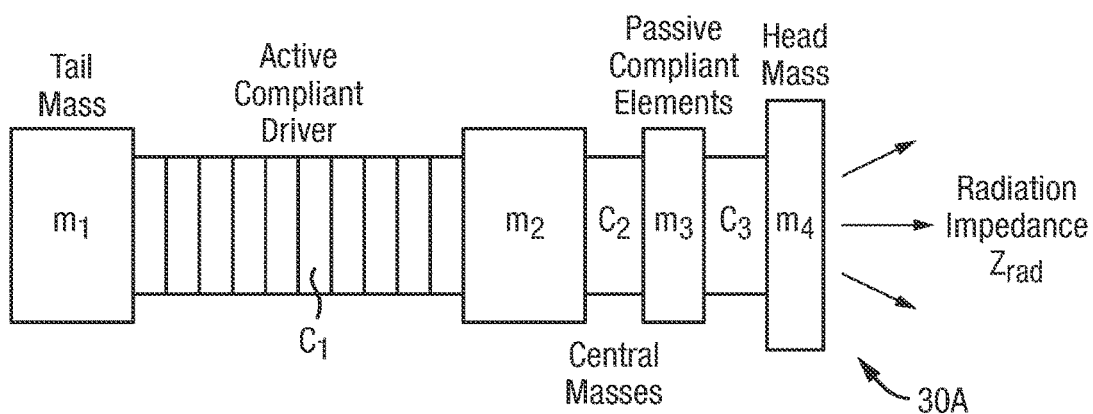 Tail
Mass
Active
Compliant
Driver
Passive
Compliant
Elements
Head
Mass
m1
m2
C2
m3
C3
m4
Radiation
Impedance
Zrad
C1
Central
Masses
30A